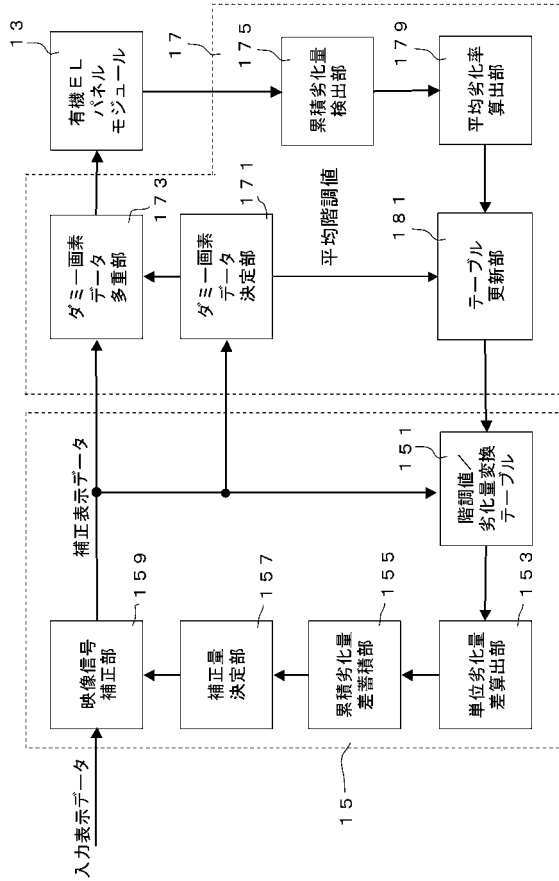 入力表示データ
映像信号
補正部
159
補正表示データ
補正量
決定部
157
累積劣化量
差蓄積部
155
単位劣化量
差算出部
153
15
階調値／
劣化量変換
テーブル
151
ダミー画素
データ
多重部
173
ダミー画素
データ
決定部
171
平均階調値
テーブル
更新部
181
有機EL
パネル
モジュール
13
17
累積劣化量
検出部
175
平均劣化率
算出部
179